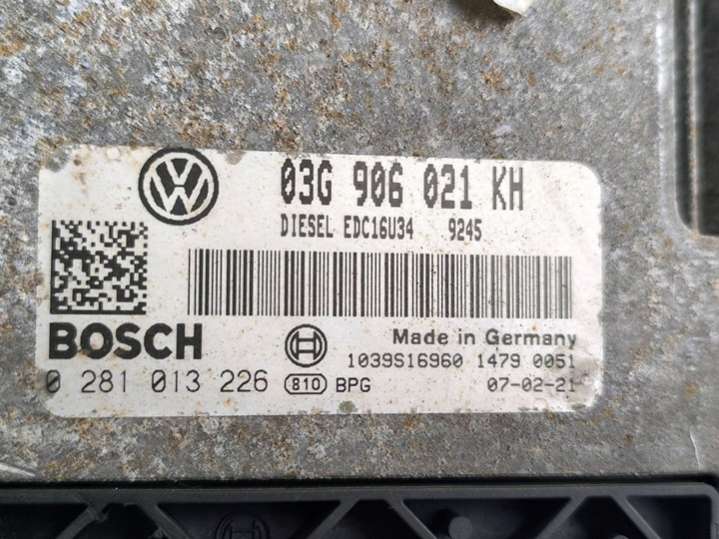 03G 906 021 KH
DIESEL EDC16U34 9245
BOSCH
Made in Germany
1039S16960 1479 0051
0 281 013 226 810 BPG 07-02-21